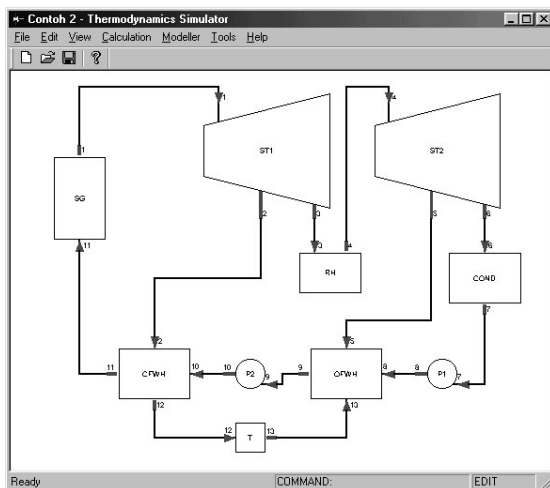 Contoh 2 - Thermodynamics Simulator
File Edit View Calculation Modeller Tools Help
1
4
ST1
ST2
1
SG
2
3
5
6
11
3
4
6
RH
COND
7
2
5
11
CFWH
10
10
P2
9
9
OFWH
8
8
P1
7
12
13
12
T
13
Ready
COMMAND:
EDIT